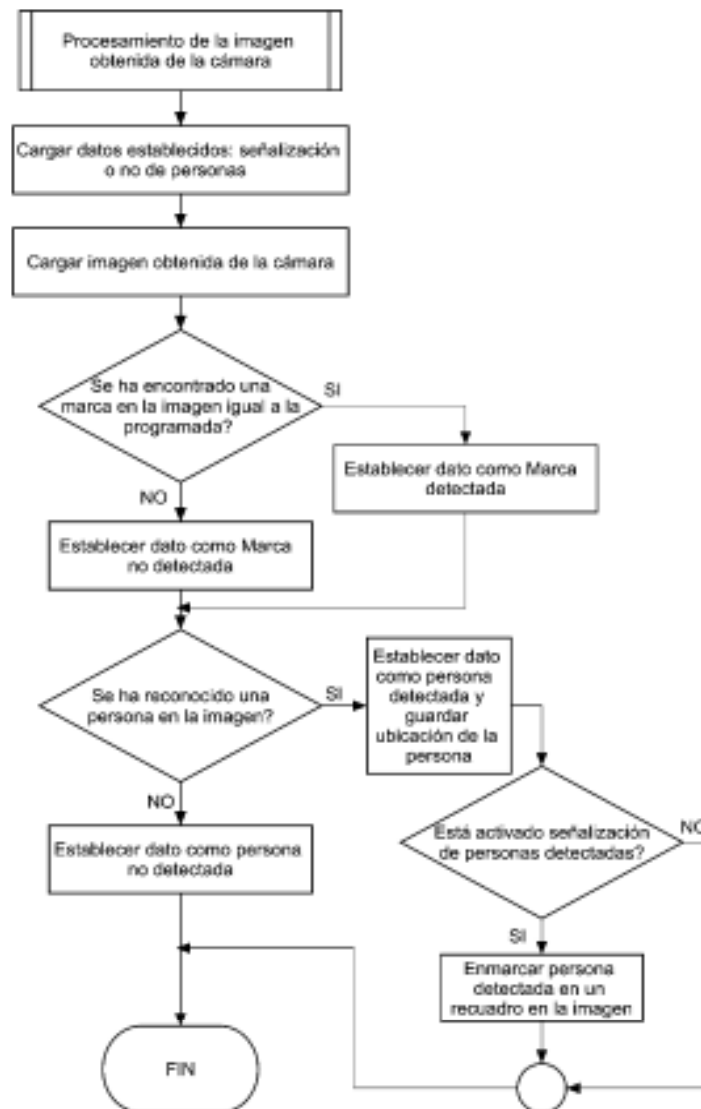 Procesamiento de la imagen
obtenida de la cámara
Cargar datos establecidos: señalización
o no de personas
Cargar imagen obtenida de la cámara
Se ha encontrado una
marca en la imagen igual a la
programada?
SI
Establecer dato como Marca
detectada
NO
Establecer dato como Marca
no detectada
Se ha reconocido una
persona en la imagen?
SI
Establecer dato
como persona
detectada y
guardar
ubicación de la
persona
NO
Está activado señalización
de personas detectadas?
NO
Establecer dato como persona
no detectada
SI
Enmarcar persona
detectada en un
recuadro en la imagen
FIN